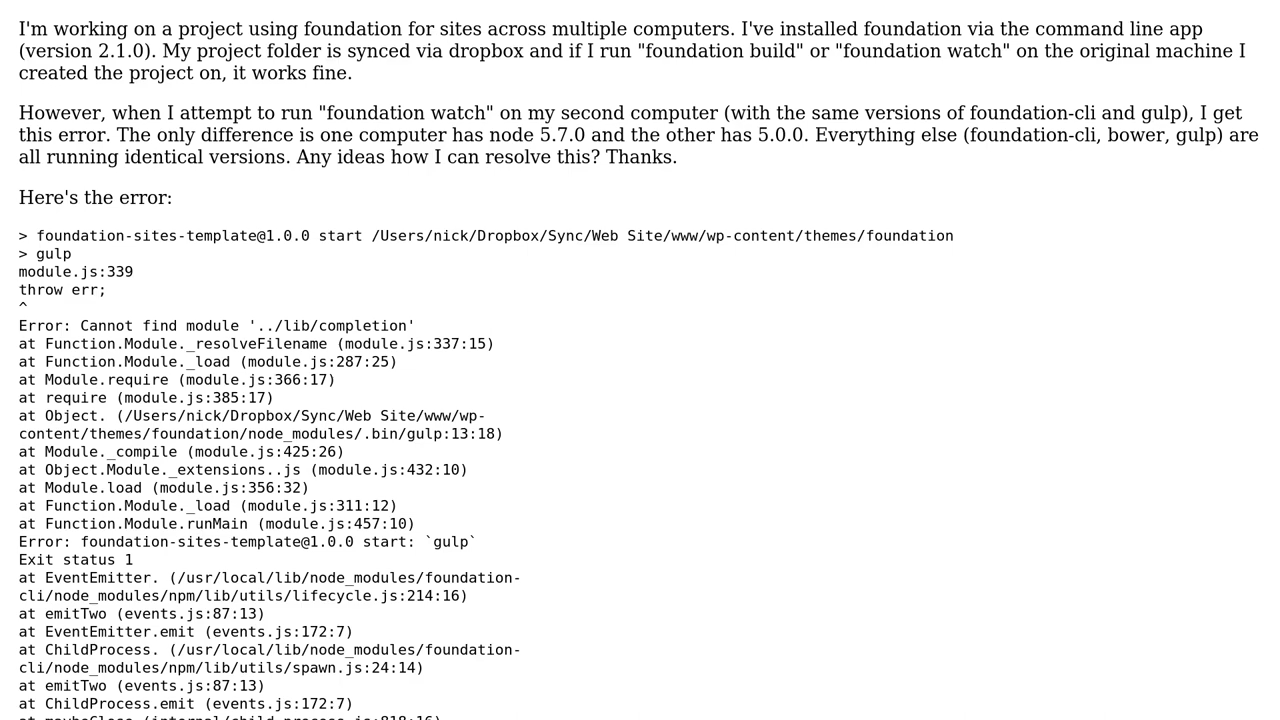 I'm working on a project using foundation for sites across multiple computers. I've installed foundation via the command line app
(version 2.1.0). My project folder is synced via dropbox and if I run "foundation build" or "foundation watch" on the original machine I
created the project on, it works fine.
However, when I attempt to run "foundation watch" on my second computer (with the same versions of foundation-cli and gulp), I get
this error. The only difference is one computer has node 5.7.0 and the other has 5.0.0. Everything else (foundation-cli, bower, gulp) are
all running identical versions. Any ideas how I can resolve this? Thanks.
Here's the error:
> foundation-sites-template@1.0.0 start /Users/nick/Dropbox/Sync/Web Site/www/wp-content/themes/foundation
> gulp
module.js:339
throw err;
^
Error: Cannot find module '../lib/completion'
at Function.Module._resolveFilename (module.js:337:15)
at Function.Module._load (module.js:287:25)
at Module.require (module.js:366:17)
at require (module.js:385:17)
at Object. (/Users/nick/Dropbox/Sync/Web Site/www/wp-
content/themes/foundation/node_modules/.bin/gulp:13:18)
at Module._compile (module.js:425:26)
at Object.Module._extensions..js (module.js:432:10)
at Module.load (module.js:356:32)
at Function.Module._load (module.js:311:12)
at Function.Module.runMain (module.js:457:10)
Error: foundation-sites-template@1.0.0 start: `gulp`
Exit status 1
at EventEmitter. (/usr/local/lib/node_modules/foundation-
cli/node_modules/npm/lib/utils/lifecycle.js:214:16)
at emitTwo (events.js:87:13)
at EventEmitter.emit (events.js:172:7)
at ChildProcess. (/usr/local/lib/node_modules/foundation-
cli/node_modules/npm/lib/utils/spawn.js:24:14)
at emitTwo (events.js:87:13)
at ChildProcess.emit (events.js:172:7)
at maybeClose (internal/child_process.js:818:16)